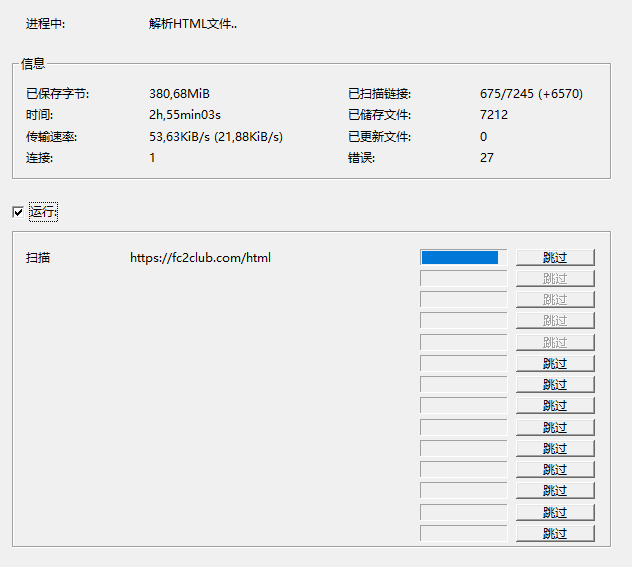 进程中: 解析HTML文件..
信息
已保存字节: 380,68MiB 已扫描链接: 675/7245 (+6570)
时间: 2h,55min03s 已储存文件: 7212
传输速率: 53,63KiB/s (21,88KiB/s) 已更新文件: 0
连接: 1 错误: 27
运行:
扫描 https://fc2club.com/html 跳过
跳过
跳过
跳过
跳过
跳过
跳过
跳过
跳过
跳过
跳过
跳过
跳过
跳过